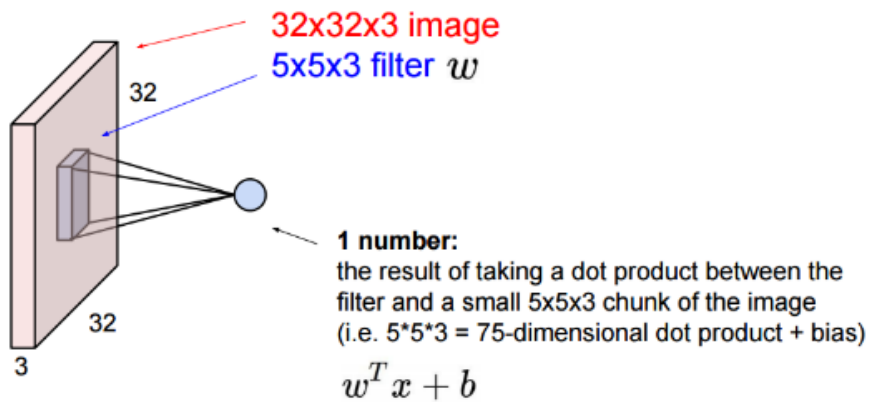 32x32x3 image
5x5x3 filter w
32
32
3
1 number:
the result of taking a dot product between the
filter and a small 5x5x3 chunk of the image
(i.e. 5*5*3 = 75-dimensional dot product + bias)
w^T x + b